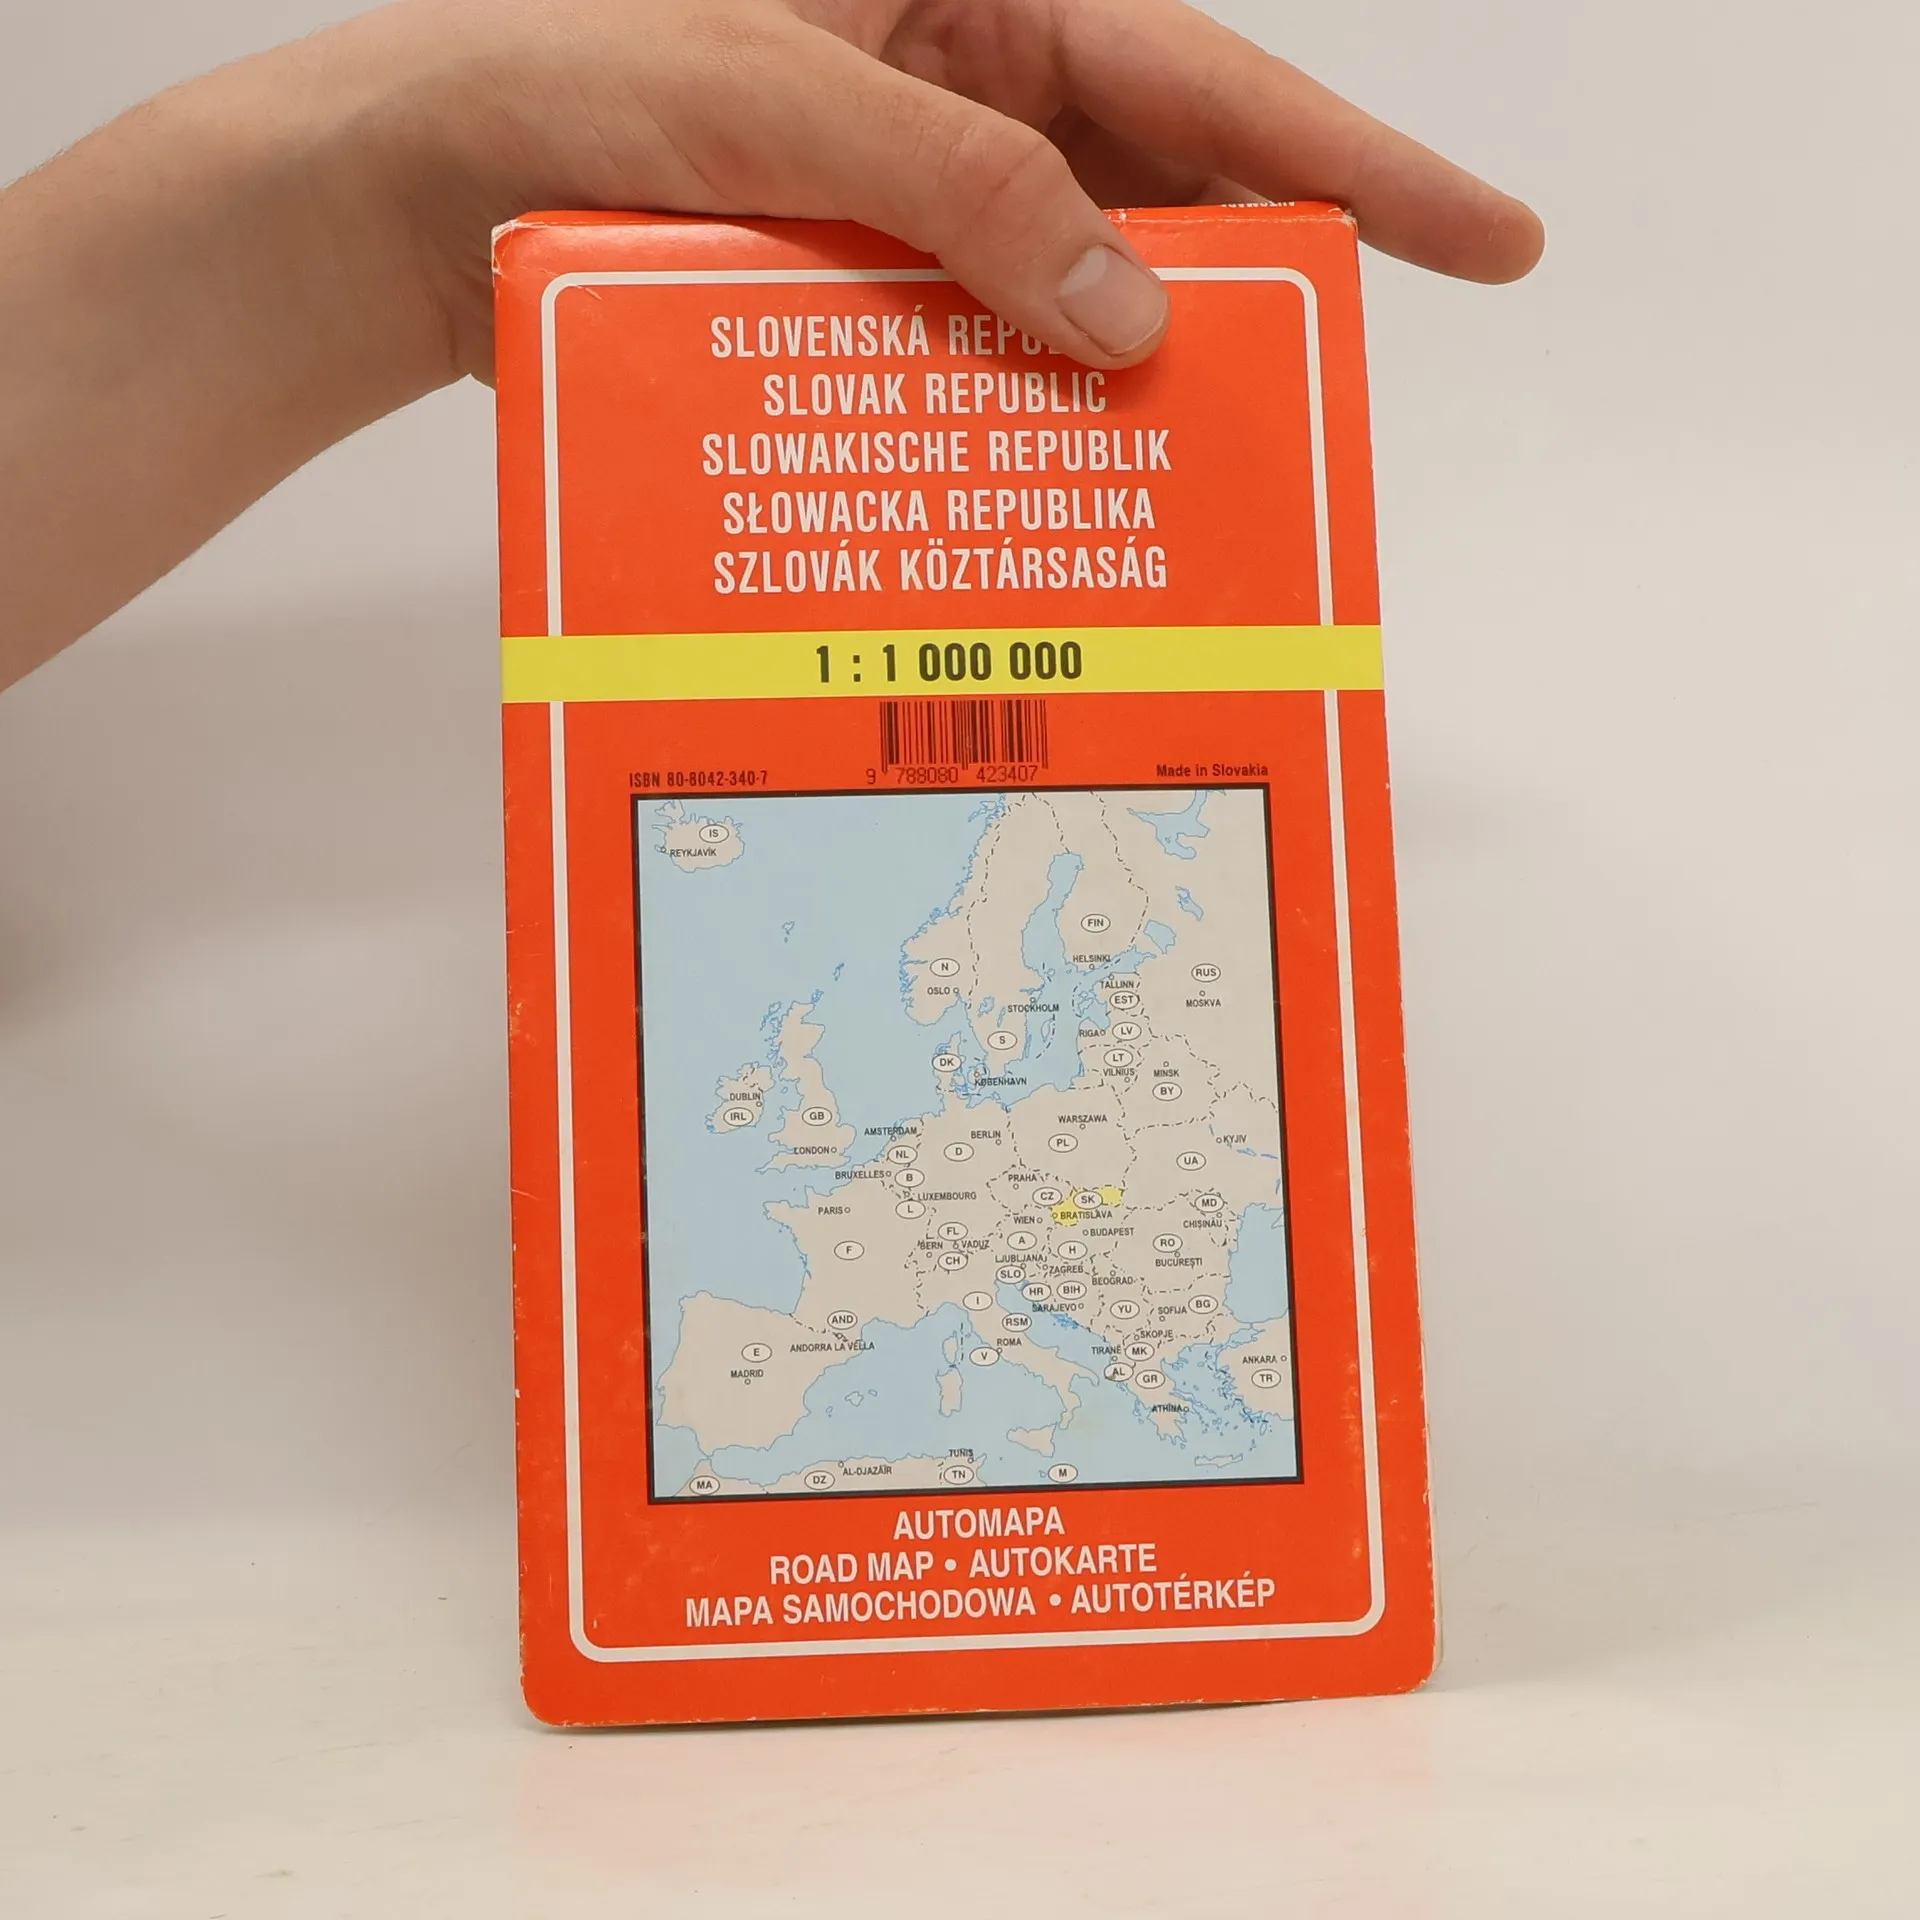 SLOVENSKÁ
SLOVAK REPUBLIC
SLOWAKISCHE REPUBLIK
SŁOWACKA REPUBLIKA
SZLOVÁK KÖZTÁRSASÁG
1 : 1 000 000
ISBN 80-8042-340-7
9 788080 423407
Made in Slovakia
IS
REYKJAVÍK
FIN
HELSINKI
N
OSLO
RUS
MOSKVA
TALLINN
EST
STOCKHOLM
S
RIGA
LV
LT
VILNIUS
DK
KØBENHAVN
MINSK
BY
DUBLIN
IRL
GB
LONDON
AMSTERDAM
NL
BERLIN
D
WARSZAWA
PL
KYJIV
UA
BRUXELLES
B
LUXEMBOURG
L
PRAHA
CZ
SK
BRATISLAVA
MD
CHIŞINĂU
PARIS
F
WIEN
A
BUDAPEST
H
FL
BERN
VADUZ
CH
RO
BUCUREŞTI
LJUBLJANA
SLO
ZAGREB
HR
BIH
BEOGRAD
SARAJEVO
YU
SOFIJA
BG
I
RSM
ROMA
V
SKOPJE
TIRANË
MK
AL
GR
ATHÍNA
ANKARA
TR
AND
ANDORRA LA VELLA
E
MADRID
MA
DZ
AL-DJAZAÏR
TUNIS
TN
M
AUTOMAPA
ROAD MAP • AUTOKARTE
MAPA SAMOCHODOWA • AUTOTÉRKÉP